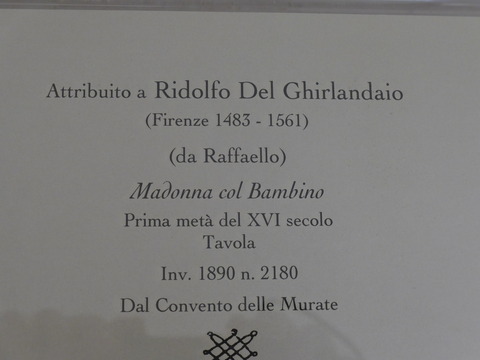 Attribuito a Ridolfo Del Ghirlandaio
(Firenze 1483 - 1561)
(da Raffaello)
Madonna col Bambino
Prima metà del XVI secolo
Tavola
Inv. 1890 n. 2180
Dal Convento delle Murate